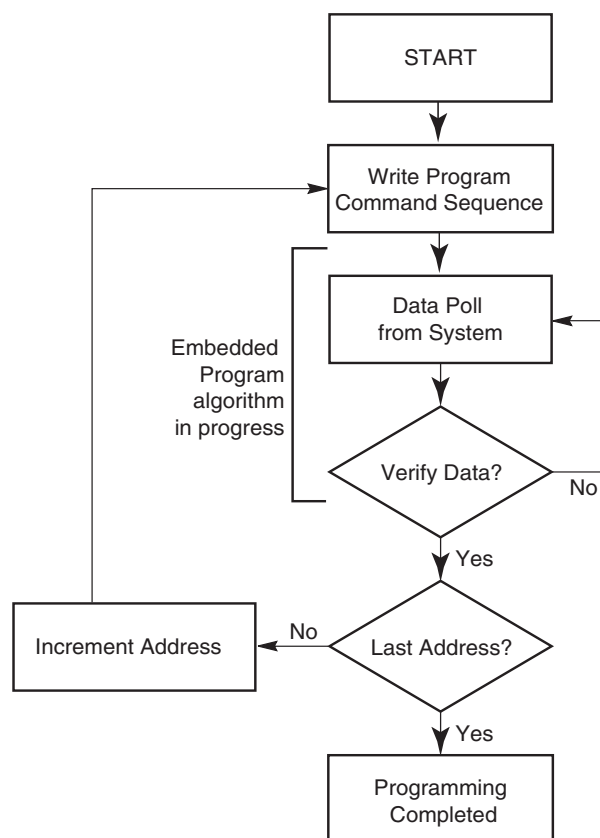 START
Write Program
Command Sequence
Data Poll
from System
Embedded
Program
algorithm
in progress
Verify Data?
No
Yes
Last Address?
No
Increment Address
Yes
Programming
Completed